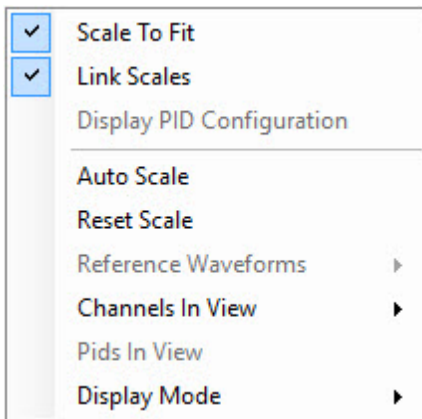 Scale To Fit
Link Scales
Display PID Configuration
Auto Scale
Reset Scale
Reference Waveforms
Channels In View
Pids In View
Display Mode